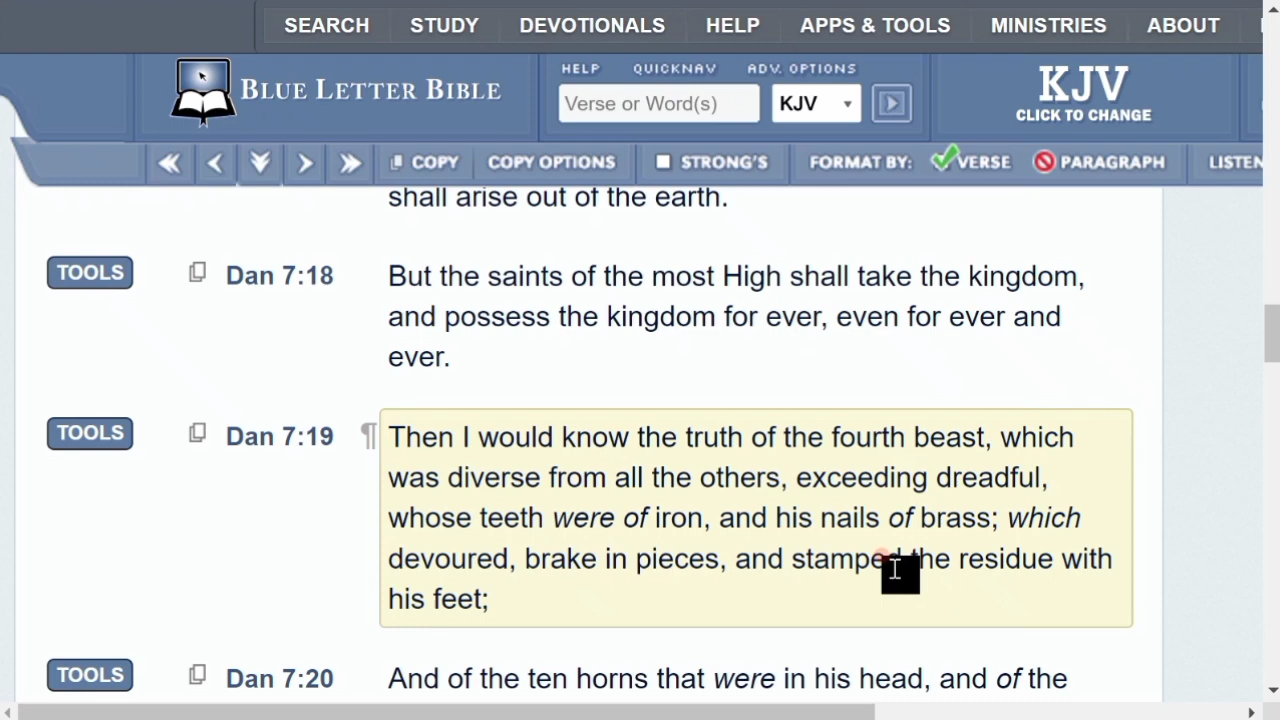 SEARCH STUDY DEVOTIONALS HELP APPS & TOOLS MINISTRIES ABOUT
HELP QUICKNAV ADV. OPTIONS
BLUE LETTER BIBLE Verse or Word(s) KJV KJV
CLICK TO CHANGE
COPY COPY OPTIONS STRONG'S FORMAT BY: VERSE PARAGRAPH LISTEN
shall arise out of the earth.
TOOLS Dan 7:18 But the saints of the most High shall take the kingdom,
and possess the kingdom for ever, even for ever and
ever.
TOOLS Dan 7:19 ¶ Then I would know the truth of the fourth beast, which
was diverse from all the others, exceeding dreadful,
whose teeth were of iron, and his nails of brass; which
devoured, brake in pieces, and stamped the residue with
his feet;
TOOLS Dan 7:20 And of the ten horns that were in his head, and of the